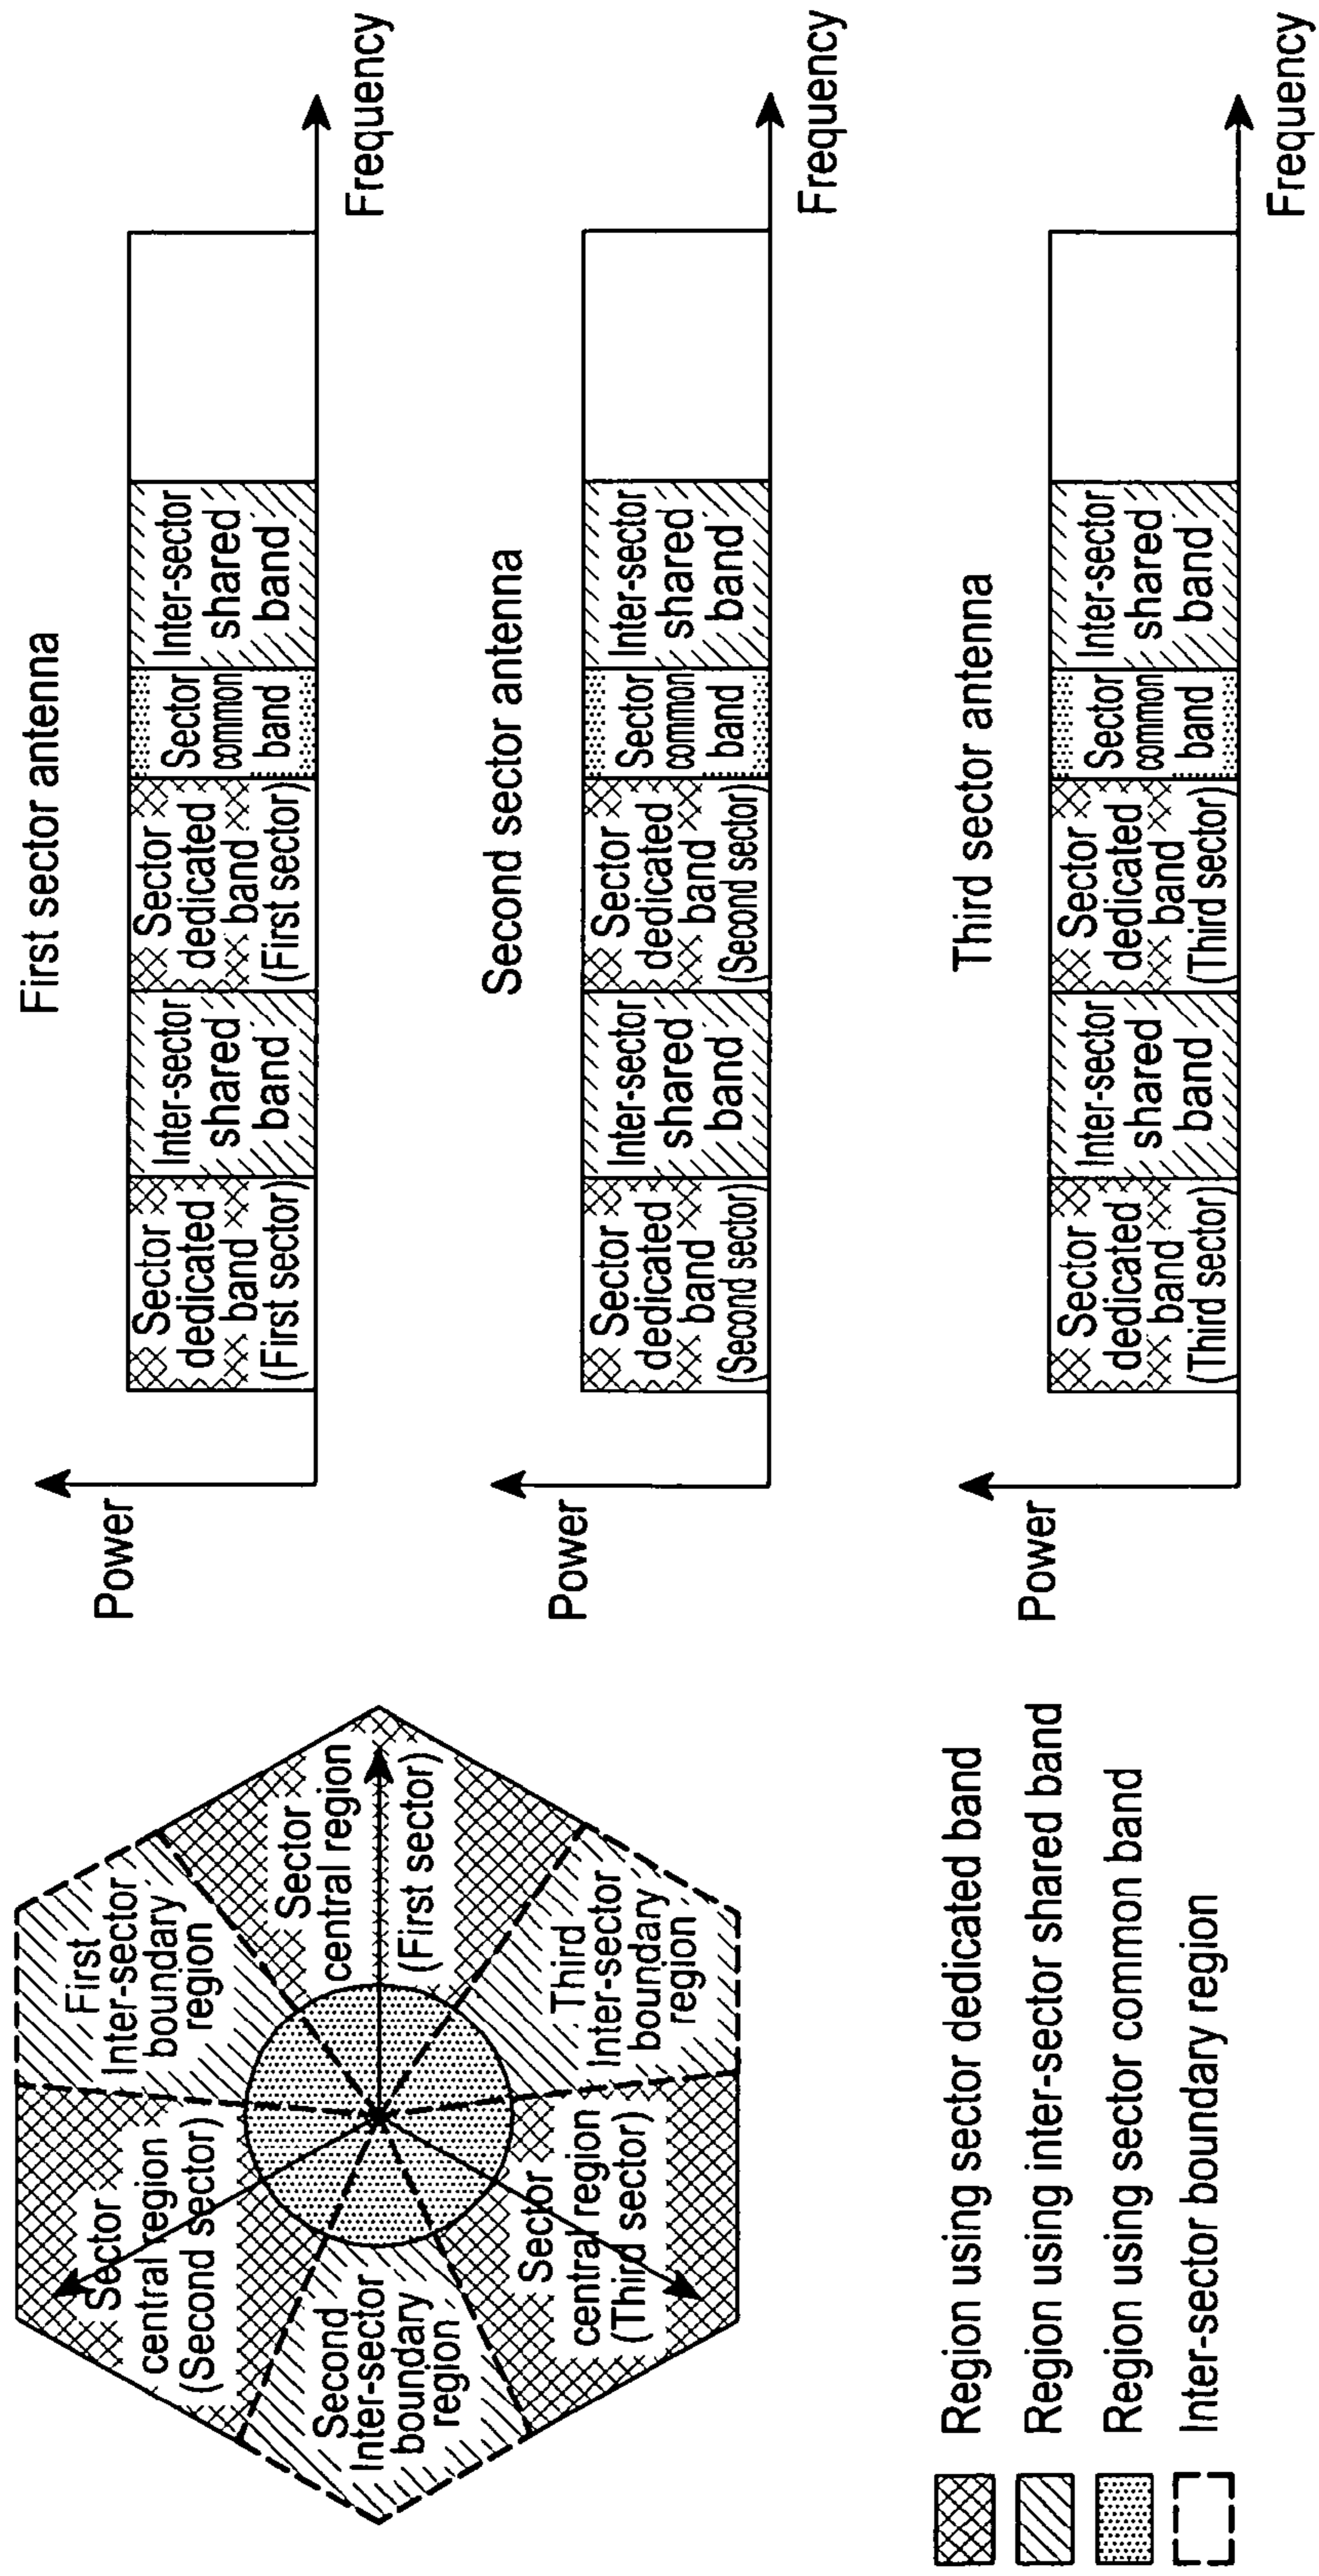 First
Inter-sector
boundary
region
Sector
central region
(Second sector)
Sector
central region
(First sector)
Second
Inter-sector
boundary
region
Sector
central region
(Third sector)
Third
Inter-sector
boundary
region
Region using sector dedicated band
Region using inter-sector shared band
Region using sector common band
Inter-sector boundary region
First sector antenna
Power
Sector
dedicated
band
(First sector)
Inter-sector
shared
band
Sector
dedicated
band
(First sector)
Sector
common
band
Inter-sector
shared
band
Frequency
Second sector antenna
Power
Sector
dedicated
band
(Second sector)
Inter-sector
shared
band
Sector
dedicated
band
(Second sector)
Sector
common
band
Inter-sector
shared
band
Frequency
Third sector antenna
Power
Sector
dedicated
band
(Third sector)
Inter-sector
shared
band
Sector
dedicated
band
(Third sector)
Sector
common
band
Inter-sector
shared
band
Frequency